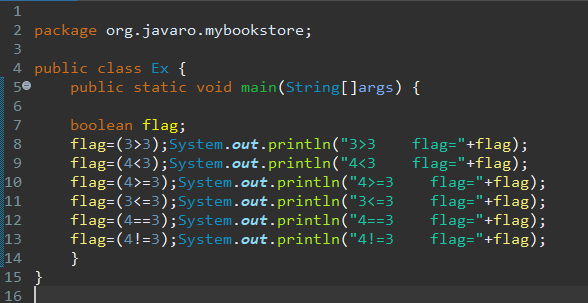 1
2 package org.javaro.mybookstore;
3
4 public class Ex {
5     public static void main(String[]args) {
6
7     boolean flag;
8     flag=(3>3);System.out.println("3>3    flag="+flag);
9     flag=(4<3);System.out.println("4<3    flag="+flag);
10     flag=(4>=3);System.out.println("4>=3    flag="+flag);
11     flag=(3<=3);System.out.println("3<=3    flag="+flag);
12     flag=(4==3);System.out.println("4==3    flag="+flag);
13     flag=(4!=3);System.out.println("4!=3    flag="+flag);
14     }
15 }
16